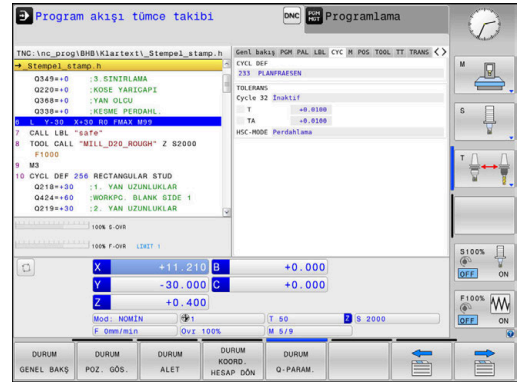 Program akışı tümce takibi
DNC
PGM MGT
Programlama
TNC:\nc_prog\BHB\Klartext\_Stempel_stamp.h
→_Stempel_stamp.h
Q349=+0 ;3.SINIRLAMA
Q220=+0 ;KOSE YARICAPI
Q368=+0 ;YAN OLCU
Q338=+0 ;KESME PERDAHL.
6 L Y-30 X+30 R0 FMAX M99
7 CALL LBL "safe"
8 TOOL CALL "MILL_D20_ROUGH" Z S2000
F1000
9 M3
10 CYCL DEF 256 RECTANGULAR STUD
Q218=+30 ;1. YAN UZUNLUKLAR
Q424=+60 ;WORKPC. BLANK SIDE 1
Q219=+30 ;2. YAN UZUNLUKLAR
100% S-OVR
100% F-OVR LIMIT 1
Genl bakış PGM PAL LBL CYC M POS TOOL TT TRANS
CYCL DEF
233 PLANFRAESEN
TOLERANS
Cycle 32 İnaktif
T +0.0100
TA +0.0100
HSC-MODE Perdahlama
X +11.210 B +0.000
Y -30.000 C +0.000
Z +0.400
Mod: NOMİN 1 T 50 Z S 2000
F 0mm/min Ovr 100% M 5/9
M
S
T
S100%
OFF ON
F100%
OFF ON
DURUM GENEL BAKŞ
DURUM POZ. GÖS.
DURUM ALET
DURUM KOORD. HESAP DÖN
DURUM Q-PARAM.